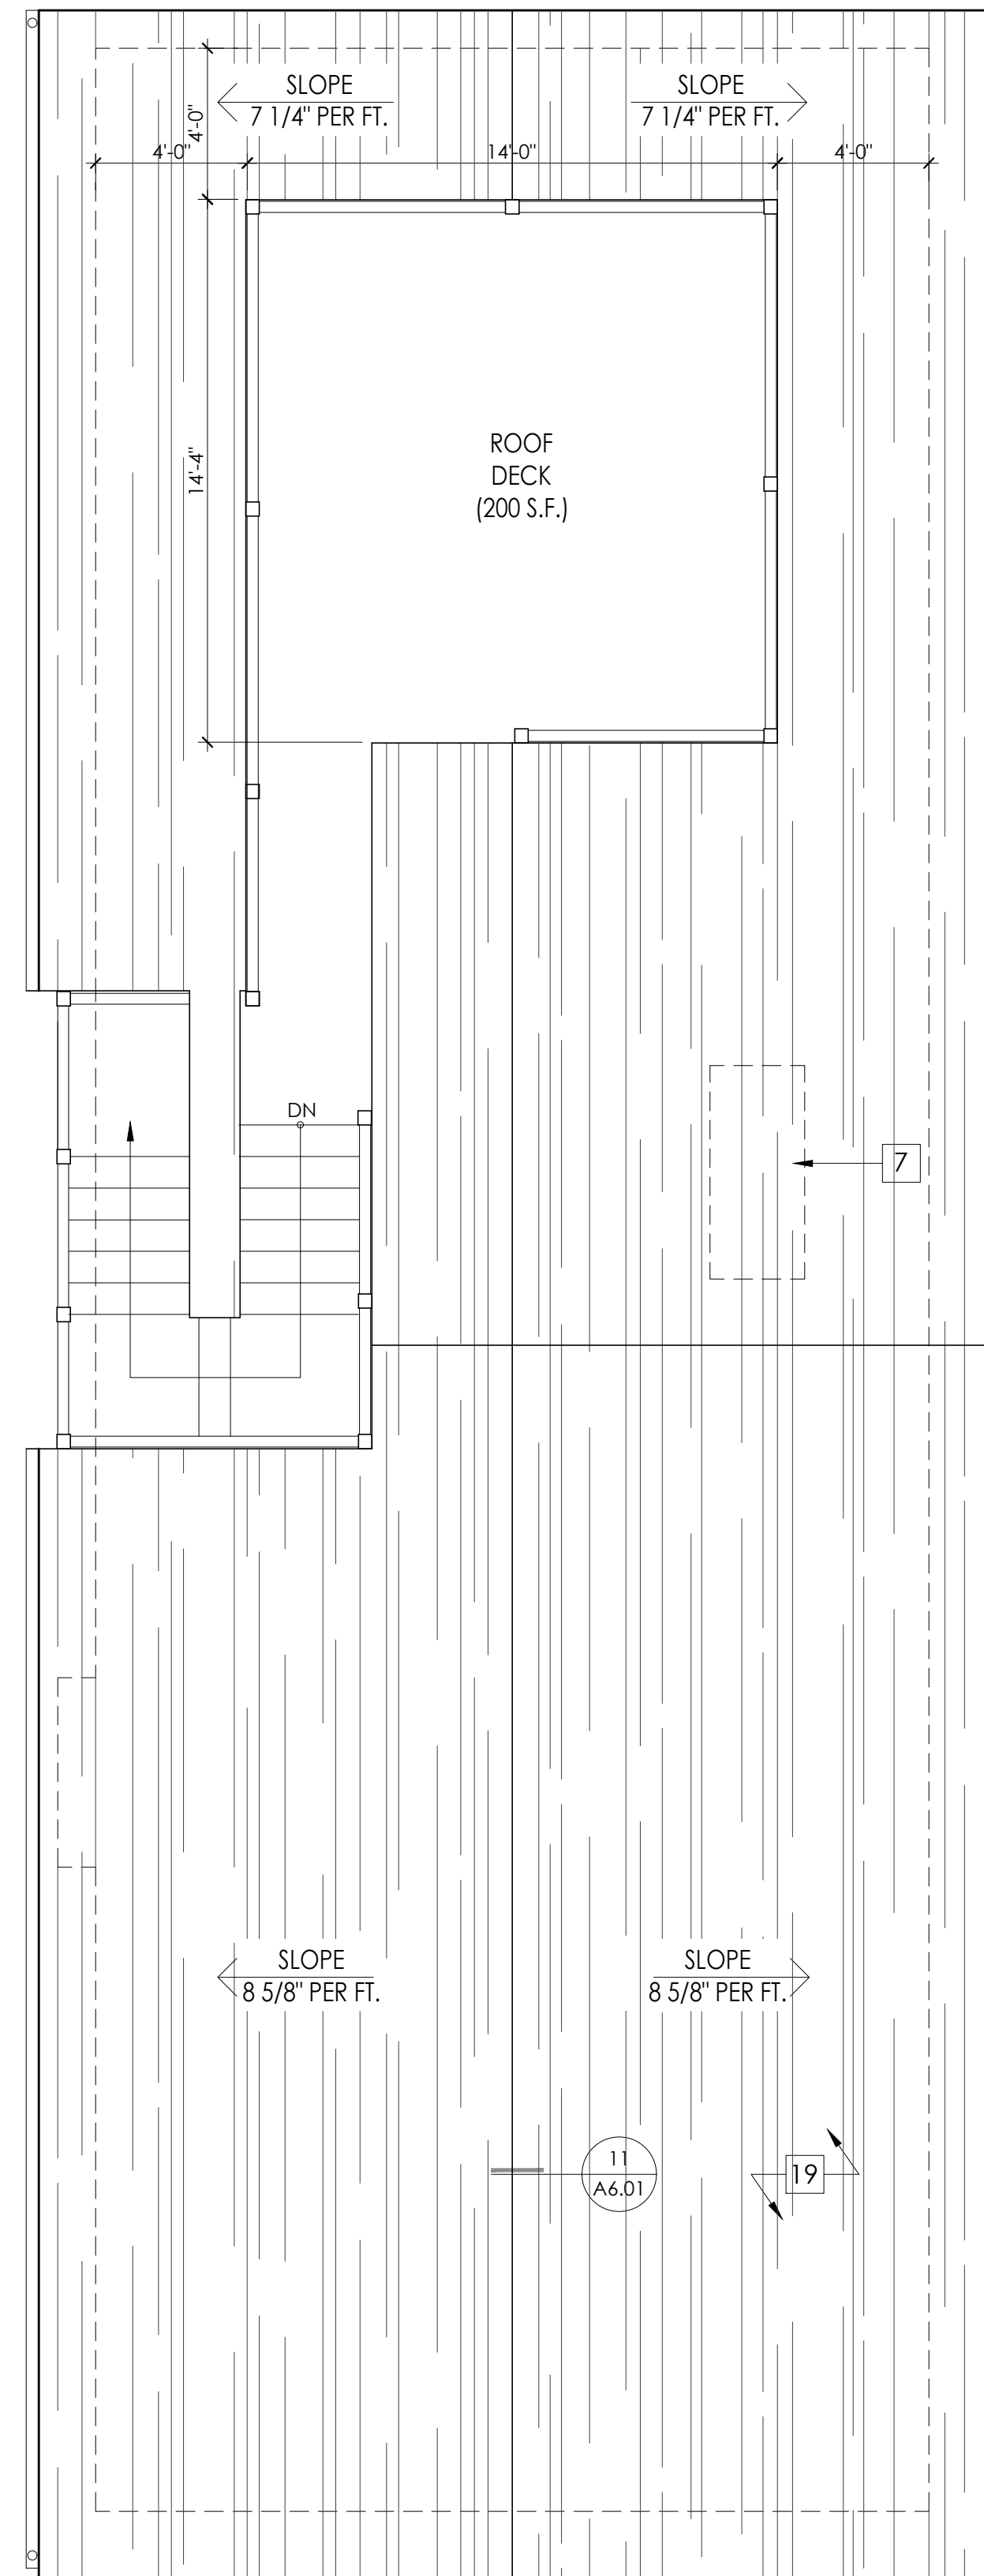 SLOPE
7 1/4" PER FT.
SLOPE
7 1/4" PER FT.
4'-0"
4'-0"
14'-0"
4'-0"
14'-4"
ROOF
DECK
(200 S.F.)
DN
7
SLOPE
8 5/8" PER FT.
SLOPE
8 5/8" PER FT.
11
A6.01
19